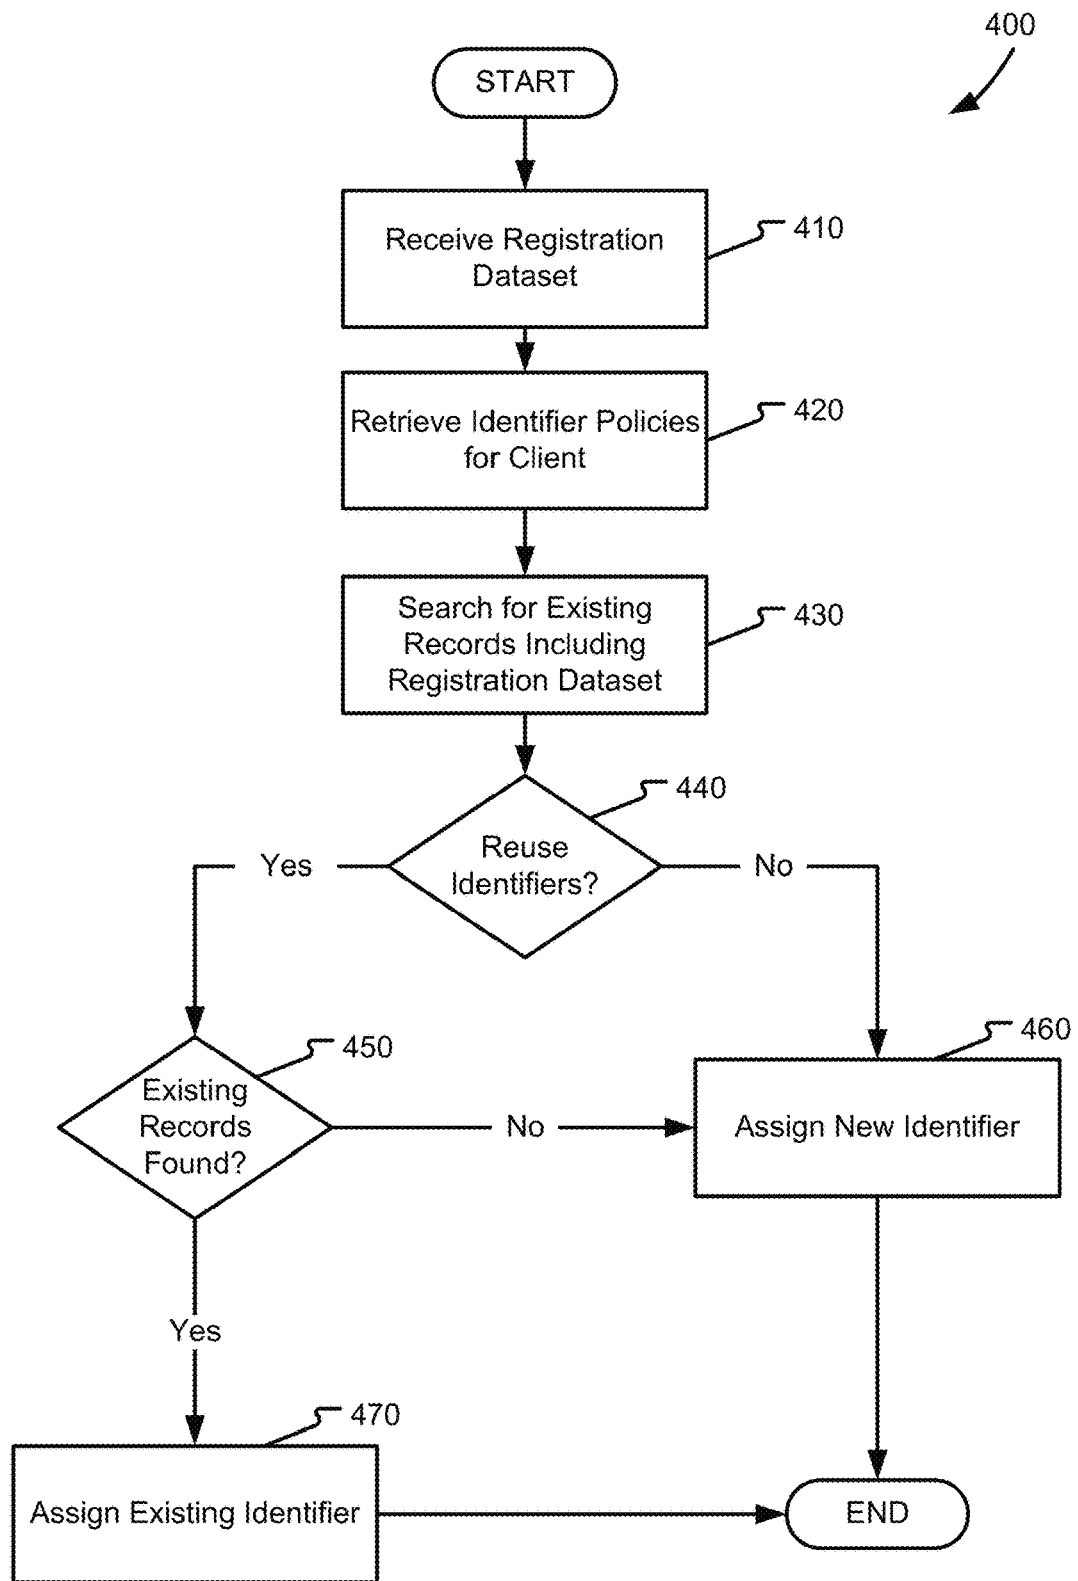 400
START
Receive Registration
Dataset
410
Retrieve Identifier Policies
for Client
420
Search for Existing
Records Including
Registration Dataset
430
440
Reuse
Identifiers?
Yes
No
450
Existing
Records
Found?
No
460
Assign New Identifier
Yes
470
Assign Existing Identifier
END